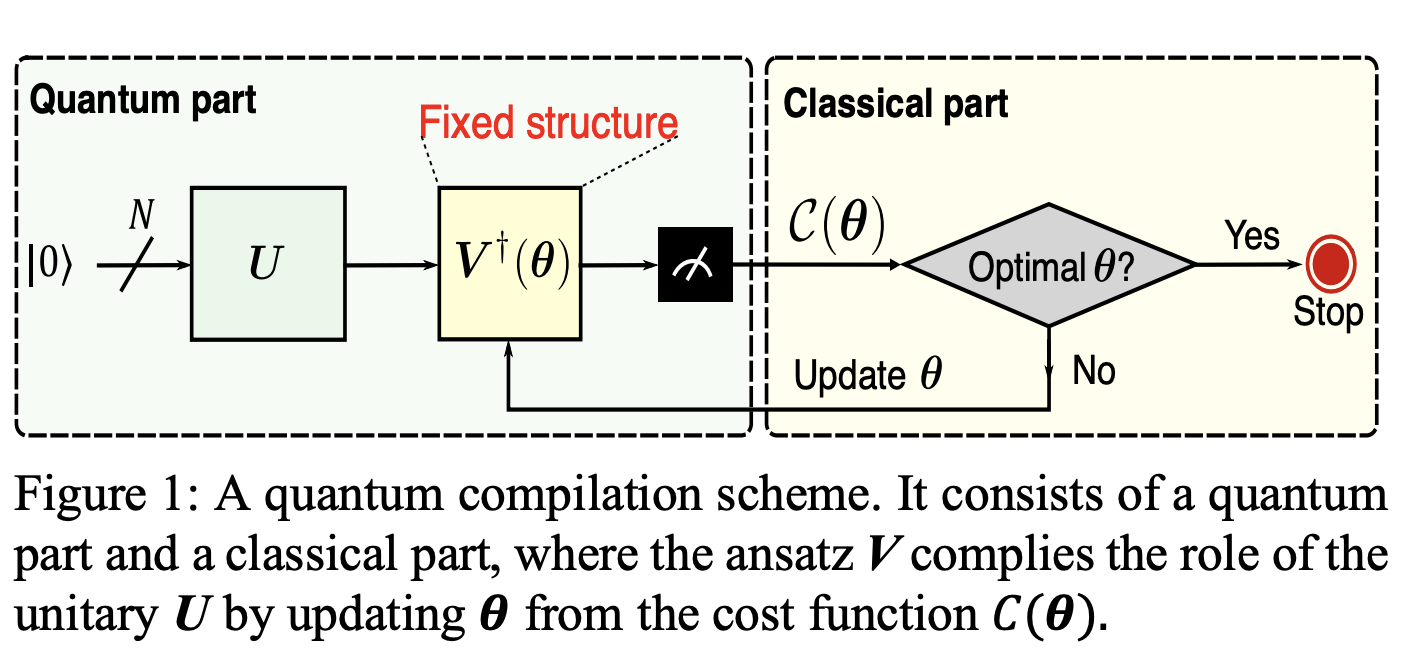 Quantum part
Classical part
Fixed structure
N
|0⟩
U
V†(θ)
C(θ)
Optimal θ?
Yes
Stop
Update θ
No
Figure 1: A quantum compilation scheme. It consists of a quantum
part and a classical part, where the ansatz V complies the role of the
unitary U by updating θ from the cost function C(θ).